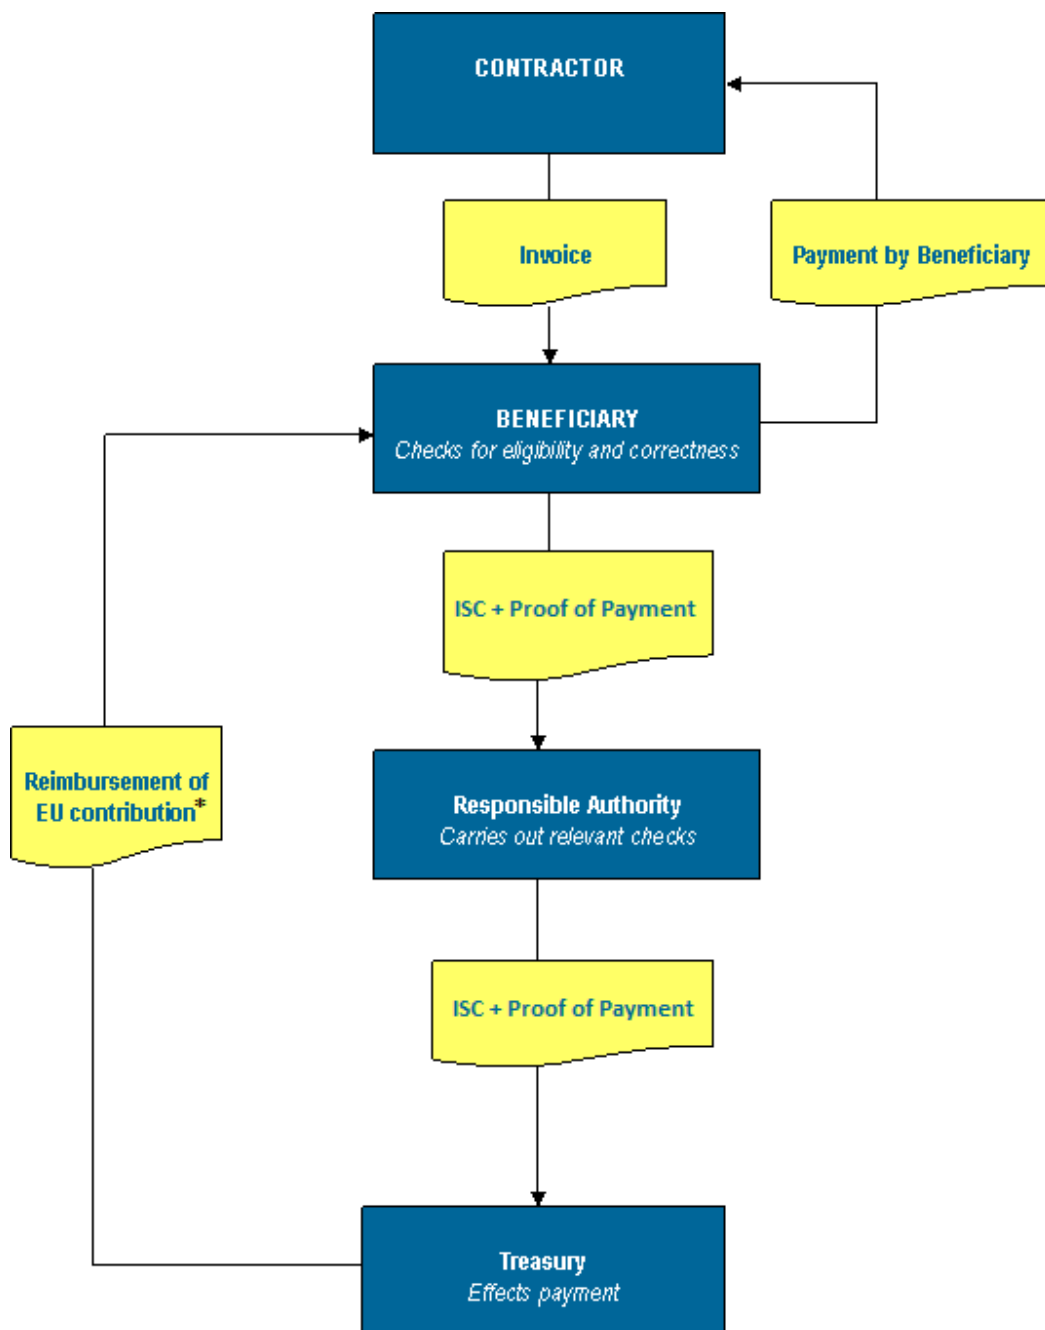 CONTRACTOR
Invoice
Payment by Beneficiary
BENEFICIARY
Checks for eligibility and correctness
ISC + Proof of Payment
Reimbursement of
EU contribution*
Responsible Authority
Carries out relevant checks
ISC + Proof of Payment
Treasury
Effects payment